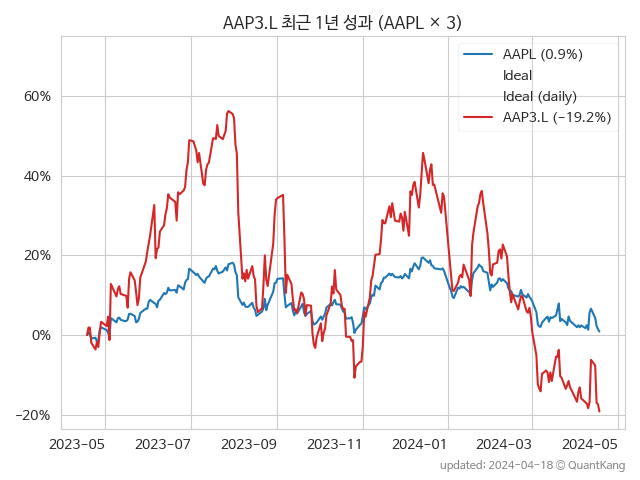 AAP3.L 최근 1년 성과 (AAPL × 3)
AAPL (0.9%)
Ideal
Ideal (daily)
AAP3.L (−19.2%)
60%
40%
20%
0%
−20%
2023-05
2023-07
2023-09
2023-11
2024-01
2024-03
2024-05
updated: 2024-04-18 © QuantKang